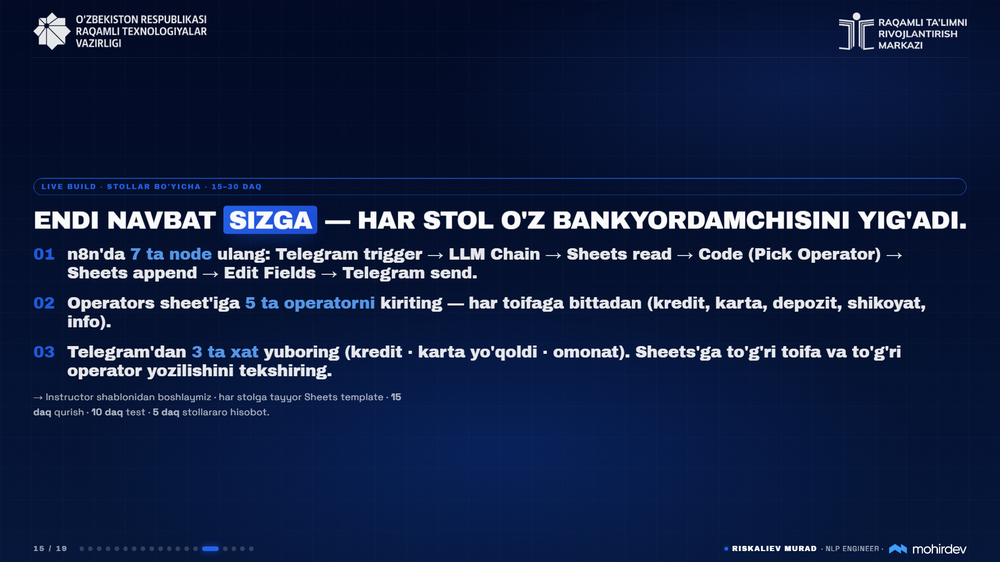 O'ZBEKISTON RESPUBLIKASI
RAQAMLI TEXNOLOGIYALAR
VAZIRLIGI
RAQAMLI TA'LIMNI
RIVOJLANTIRISH
MARKAZI
LIVE BUILD · STOLLAR BO'YICHA · 15–30 DAQ
ENDI NAVBAT SIZGA — HAR STOL O'Z BANKYORDAMCHISINI YIG'ADI.
01 n8n'da 7 ta node ulang: Telegram trigger → LLM Chain → Sheets read → Code (Pick Operator) →
Sheets append → Edit Fields → Telegram send.
02 Operators sheet'iga 5 ta operatorni kiriting — har toifaga bittadan (kredit, karta, depozit, shikoyat,
info).
03 Telegram'dan 3 ta xat yuboring (kredit · karta yo'qoldi · omonat). Sheets'ga to'g'ri toifa va to'g'ri
operator yozilishini tekshiring.
→ Instructor shablonidan boshlaymiz · har stolga tayyor Sheets template · 15
daq qurish · 10 daq test · 5 daq stollararo hisobot.
15 / 19
RISKALIEV MURAD · NLP ENGINEER · mohirdev